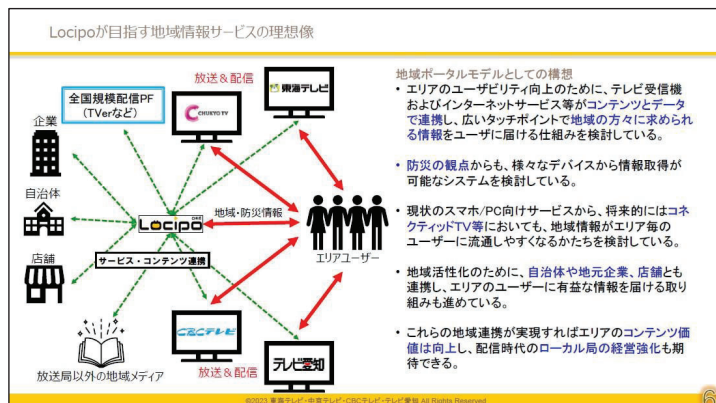 Locipoが目指す地域情報サービスの理想像
放送&配信
東海テレビ
CHUKYO TV
全国規模配信PF
(TVerなど)
企業
自治体
店舗
放送局以外の地域メディア
Locipo
地域・防災情報
サービス・コンテンツ連携
エリアユーザー
CBCテレビ
テレビ愛知
放送&配信
地域ポータルモデルとしての構想
• エリアのユーザビリティ向上のために、テレビ受信機
およびインターネットサービス等がコンテンツとデータ
で連携し、広いタッチポイントで地域の方々に求められ
る情報をユーザに届ける仕組みを検討している。
• 防災の観点からも、様々なデバイスから情報取得が
可能なシステムを検討している。
• 現状のスマホ/PC向けサービスから、将来的にはコネ
クティッドTV等においても、地域情報がエリア毎の
ユーザーに流通しやすくなるかたちを検討している。
• 地域活性化のために、自治体や地元企業、店舗とも
連携し、エリアのユーザーに有益な情報を届ける取り
組みも進めている。
• これらの地域連携が実現すればエリアのコンテンツ価
値は向上し、配信時代のローカル局の経営強化も期
待できる。
©2023 東海テレビ・中京テレビ・CBCテレビ・テレビ愛知 All Rights Reserved
6